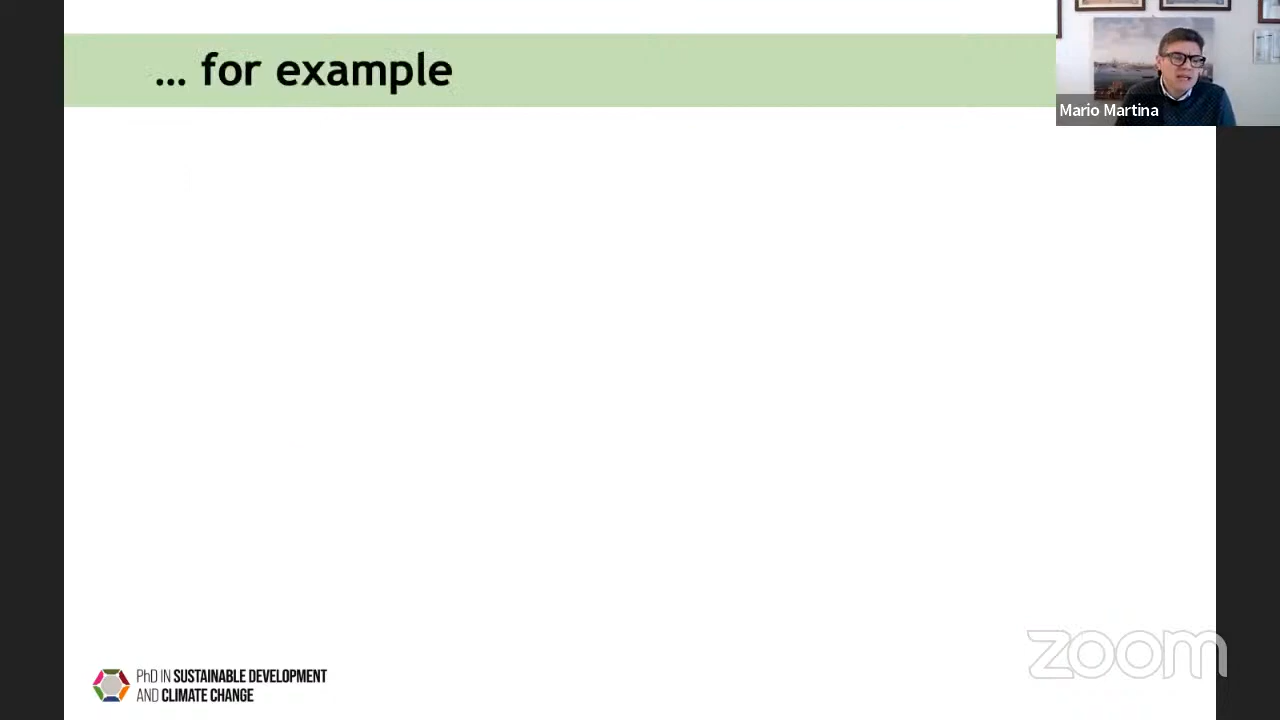 … for example
Mario Martina
PhD IN SUSTAINABLE DEVELOPMENT
AND CLIMATE CHANGE
zoom